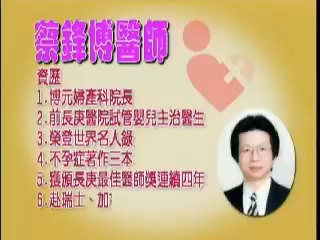 蔡鋒博醫師
資歷
1.博元婦產科院長
2.前長庚醫院試管嬰兒主治醫生
3.榮登世界名人錄
4.不孕症著作三本
5.獲頒長庚最佳醫師獎連續四年
6.赴瑞士、加